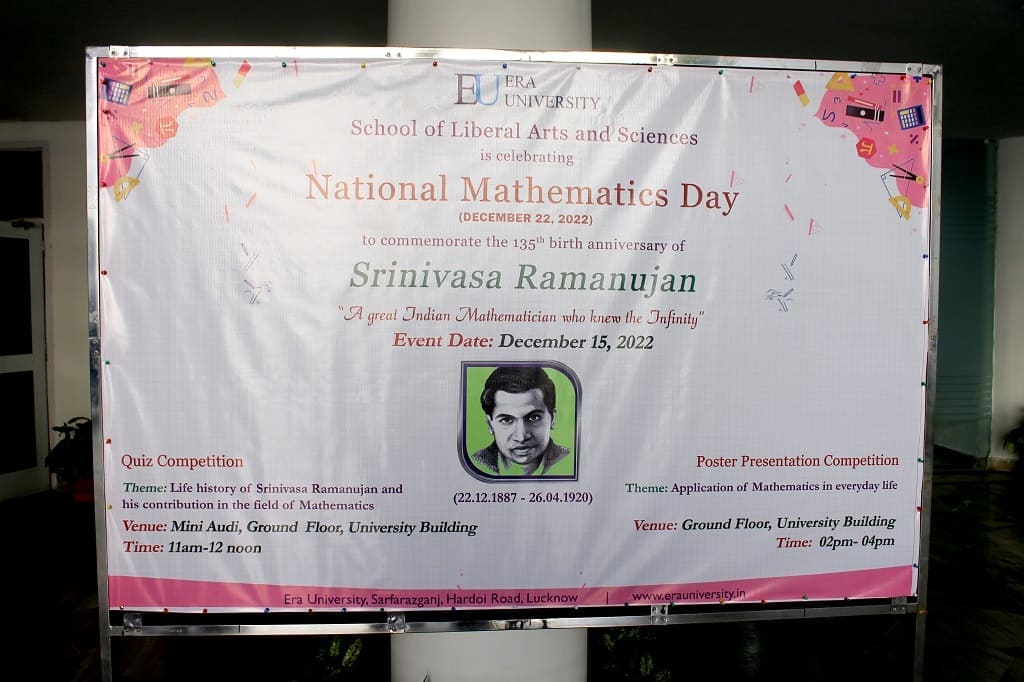 EU ERA
UNIVERSITY
School of Liberal Arts and Sciences
is celebrating
National Mathematics Day
(DECEMBER 22, 2022)
to commemorate the 135th birth anniversary of
Srinivasa Ramanujan
"A great Indian Mathematician who knew the Infinity"
Event Date: December 15, 2022
(22.12.1887 - 26.04.1920)
Quiz Competition
Theme: Life history of Srinivasa Ramanujan and
his contribution in the field of Mathematics
Venue: Mini Audi, Ground Floor, University Building
Time: 11am-12 noon
Poster Presentation Competition
Theme: Application of Mathematics in everyday life
Venue: Ground Floor, University Building
Time: 02pm- 04pm
Era University, Sarfarazganj, Hardoi Road, Lucknow | www.erauniversity.in